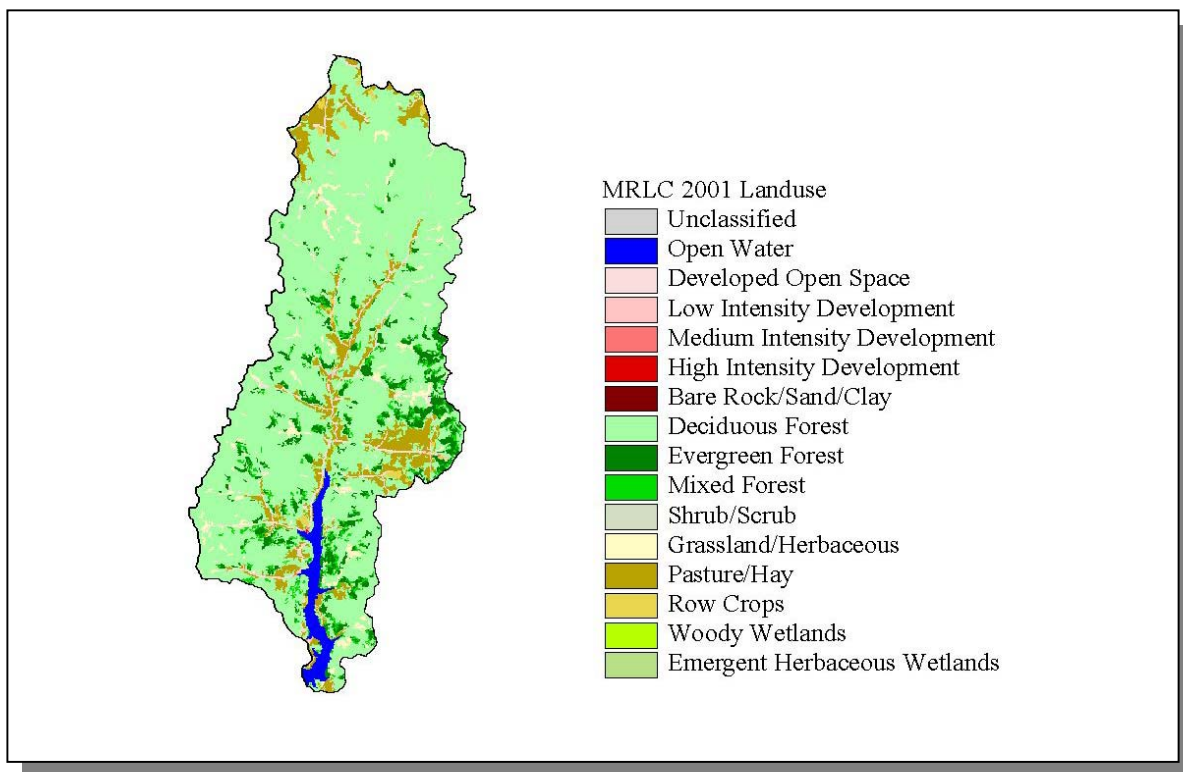 MRLC 2001 Landuse
Unclassified
Open Water
Developed Open Space
Low Intensity Development
Medium Intensity Development
High Intensity Development
Bare Rock/Sand/Clay
Deciduous Forest
Evergreen Forest
Mixed Forest
Shrub/Scrub
Grassland/Herbaceous
Pasture/Hay
Row Crops
Woody Wetlands
Emergent Herbaceous Wetlands